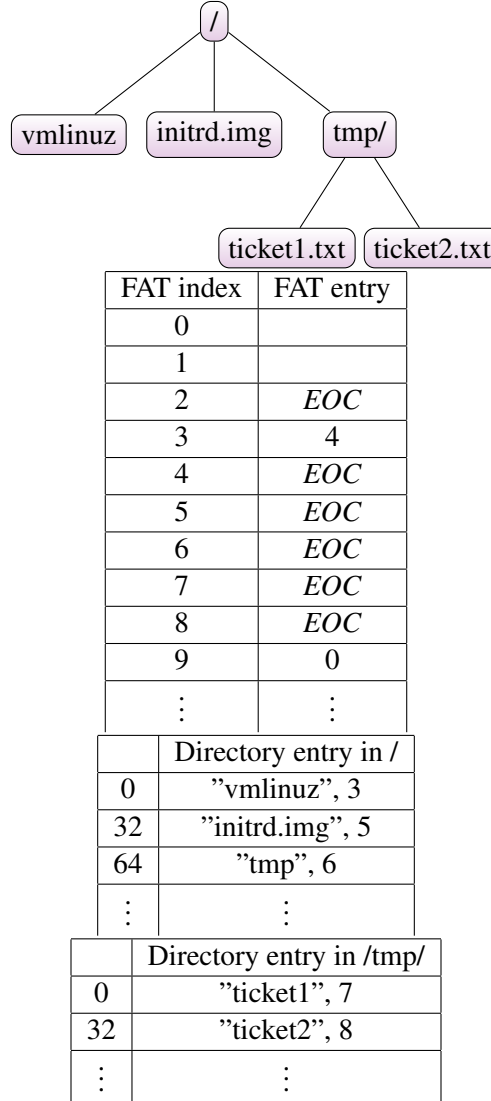 /
vmlinuz initrd.img tmp/
ticket1.txt ticket2.txt
FAT index FAT entry
0
1
2 EOC
3 4
4 EOC
5 EOC
6 EOC
7 EOC
8 EOC
9 0
⋮ ⋮
Directory entry in /
0 ”vmlinuz”, 3
32 ”initrd.img”, 5
64 ”tmp”, 6
⋮ ⋮
Directory entry in /tmp/
0 ”ticket1”, 7
32 ”ticket2”, 8
⋮ ⋮